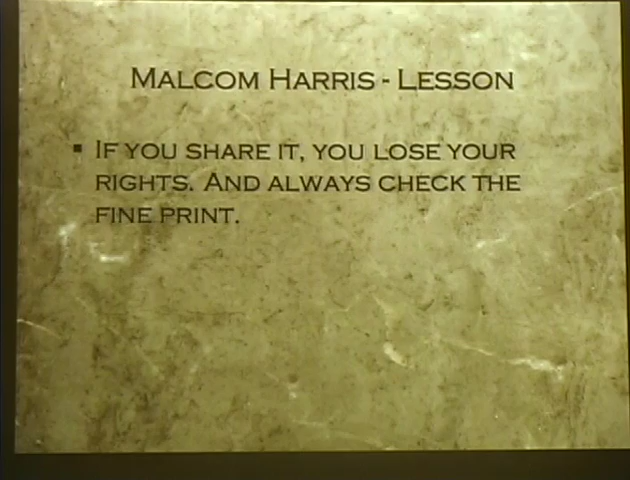 MALCOM HARRIS - LESSON
▪ IF YOU SHARE IT, YOU LOSE YOUR
RIGHTS. AND ALWAYS CHECK THE
FINE PRINT.